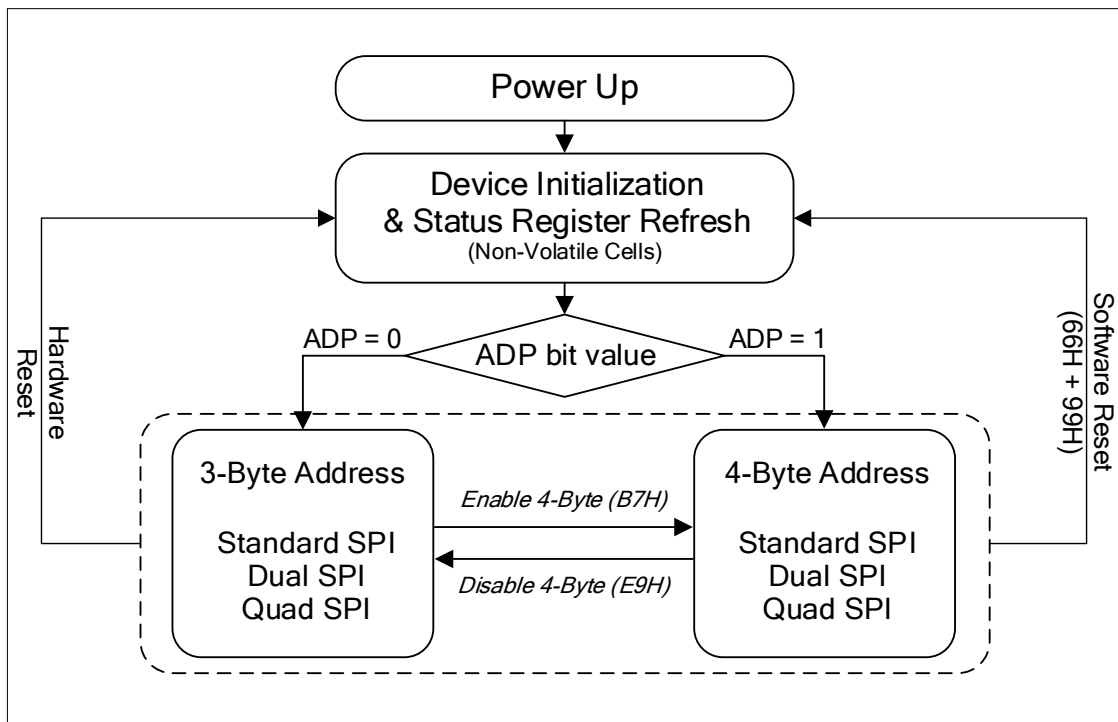 Power Up
Device Initialization
& Status Register Refresh
(Non-Volatile Cells)
ADP = 0
ADP bit value
ADP = 1
Hardware
Reset
Software Reset
(66H + 99H)
3-Byte Address
Standard SPI
Dual SPI
Quad SPI
Enable 4-Byte (B7H)
Disable 4-Byte (E9H)
4-Byte Address
Standard SPI
Dual SPI
Quad SPI